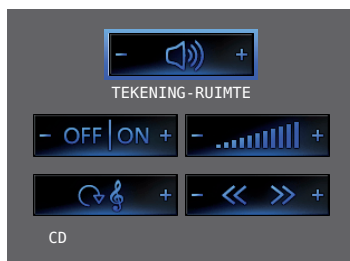 - +
TEKENING-RUIMTE
- OFF|ON + - +
+ - +
CD